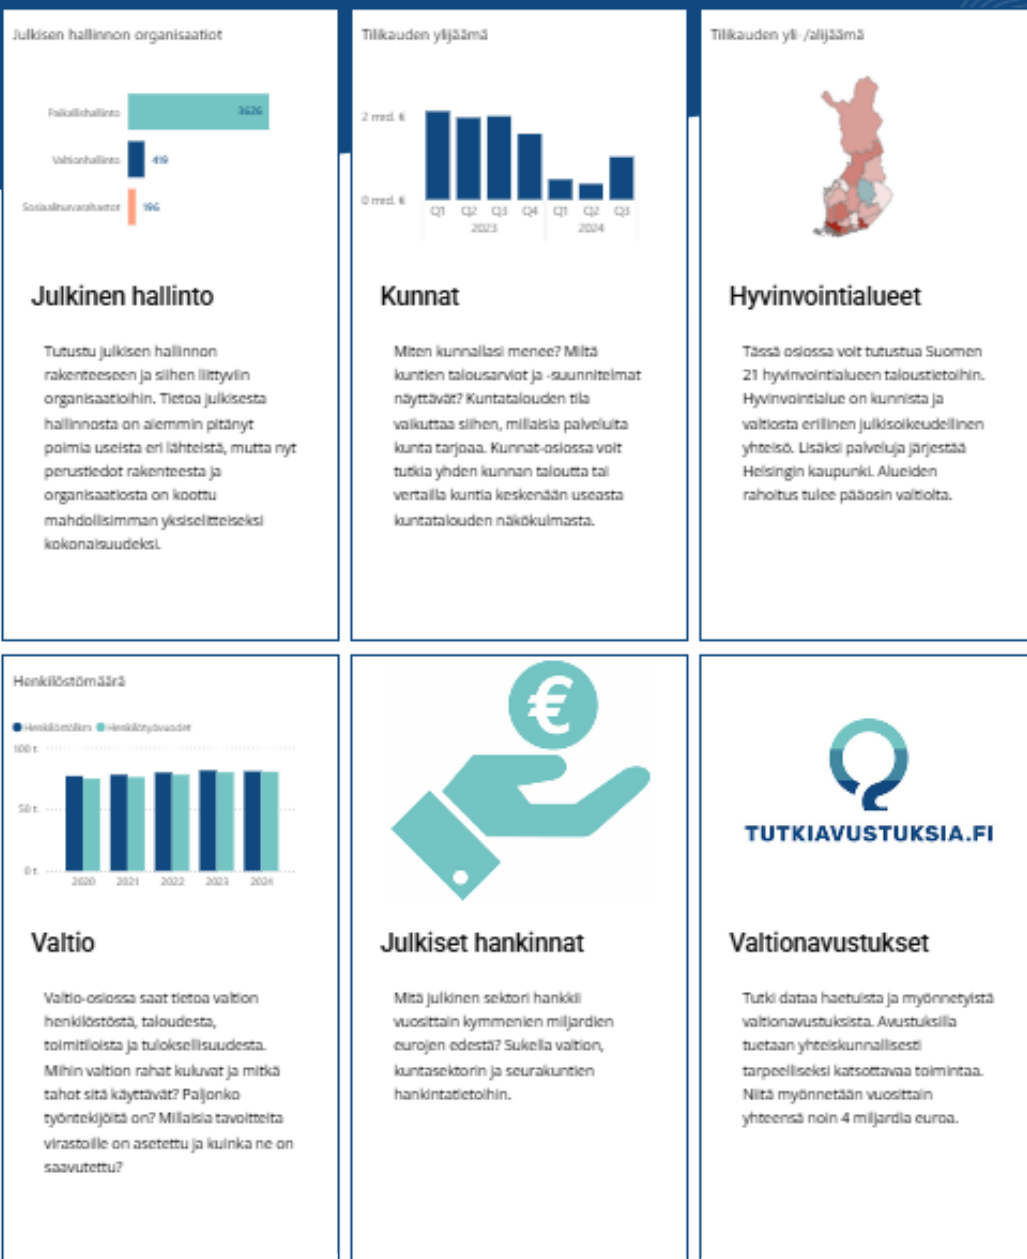 Julkisen hallinnon organisaatiot
Paikallishallinto
3626
Valtionhallinto
419
Sosiaaliturvarahastot
196
Julkinen hallinto
Tutustu julkisen hallinnon
rakenteeseen ja siihen liittyviin
organisaatioihin. Tietoa julkisesta
hallinnosta on aiemmin pitänyt
poimia useista eri lähteistä, mutta nyt
perustiedot rakenteesta ja
organisaatiosta on koottu
mahdollisimman yksiselitteiseksi
kokonaisuudeksi.
Tilikauden ylijäämä
2 mrd. €
0 mrd. €
Q1 Q2 Q3 Q4 Q1 Q2 Q3
2023 2024
Kunnat
Miten kunnallasi menee? Miltä
kuntien talousarviot ja -suunnitelmat
näyttävät? Kuntatalouden tila
vaikuttaa siihen, millaisia palveluita
kunta tarjoaa. Kunnat-osiossa voit
tutkia yhden kunnan taloutta tai
vertailla kuntia keskenään useasta
kuntatalouden näkökulmasta.
Tilikauden yli-/alijäämä
Hyvinvointialueet
Tässä osiossa voit tutustua Suomen
21 hyvinvointialueen taloustietoihin.
Hyvinvointialue on kunnista ja
valtiosta erillinen julkisoikeudellinen
yhteisö. Lisäksi palveluja järjestää
Helsingin kaupunki. Alueiden
rahoitus tulee pääosin valtiolta.
Henkilöstömäärä
Henkilöstölkm Henkilötyövuodet
100 t.
50 t.
0 t.
2020 2021 2022 2023 2024
Valtio
Valtio-osiossa saat tietoa valtion
henkilöstöstä, taloudesta,
toimitiloista ja tuloksellisuudesta.
Mihin valtion rahat kuluvat ja mitkä
tahot sitä käyttävät? Paljonko
työntekijöitä on? Millaisia tavoitteita
virastoille on asetettu ja kuinka ne on
saavutettu?
€
Julkiset hankinnat
Mitä julkinen sektori hankkii
vuosittain kymmenien miljardien
eurojen edestä? Sukella valtion,
kuntasektorin ja seurakuntien
hankintatietoihin.
TUTKIAVUSTUKSIA.FI
Valtionavustukset
Tutki dataa haetuista ja myönnetyistä
valtionavustuksista. Avustuksilla
tuetaan yhteiskunnallisesti
tarpeelliseksi katsottavaa toimintaa.
Niitä myönnetään vuosittain
yhteensä noin 4 miljardia euroa.